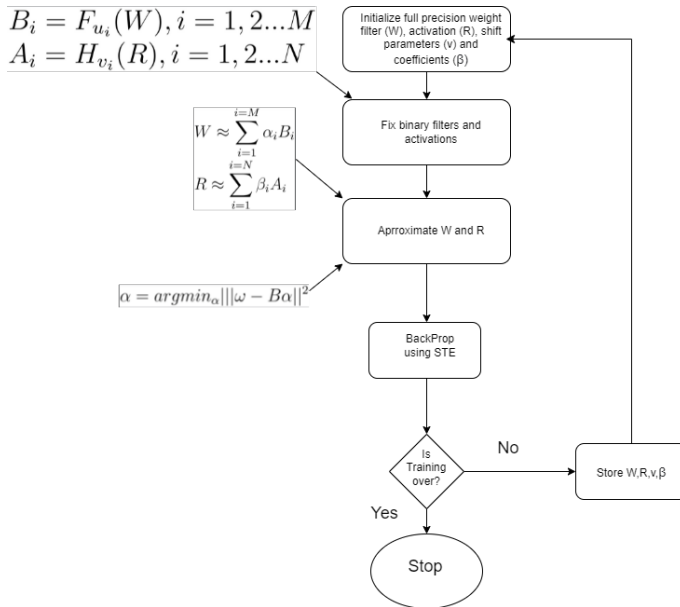 B_i = F_{u_i}(W), i = 1, 2...M
A_i = H_{v_i}(R), i = 1, 2...N
Initialize full precision weight
filter (W), activation (R), shift
parameters (v) and
coefficients (β)
Fix binary filters and
activations
W ≈ \sum_{i=1}^{i=M} α_i B_i
R ≈ \sum_{i=1}^{i=N} β_i A_i
Aprroximate W and R
α = argmin_α|||ω − Bα||^2
BackProp
using STE
Is
Training
over?
No
Store W,R,v,β
Yes
Stop